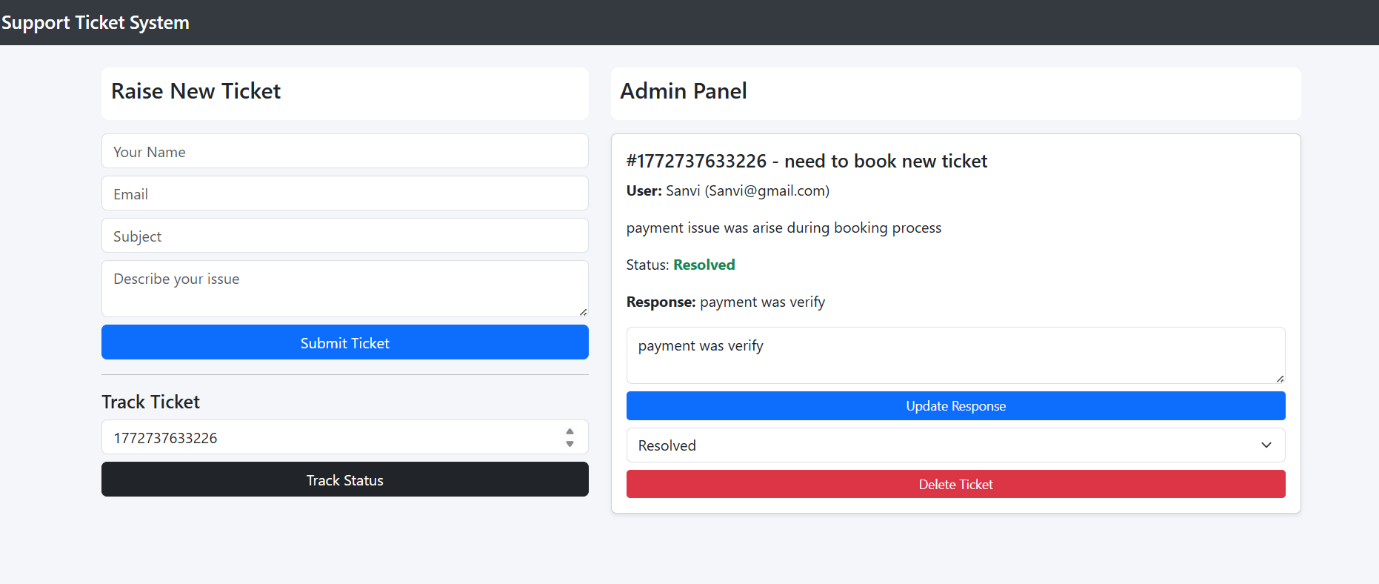 Support Ticket System
Raise New Ticket
Your Name
Email
Subject
Describe your issue
Submit Ticket
Track Ticket
1772737633226
Track Status
Admin Panel
#1772737633226 - need to book new ticket
User: Sanvi (Sanvi@gmail.com)
payment issue was arise during booking process
Status: Resolved
Response: payment was verify
payment was verify
Update Response
Resolved
Delete Ticket